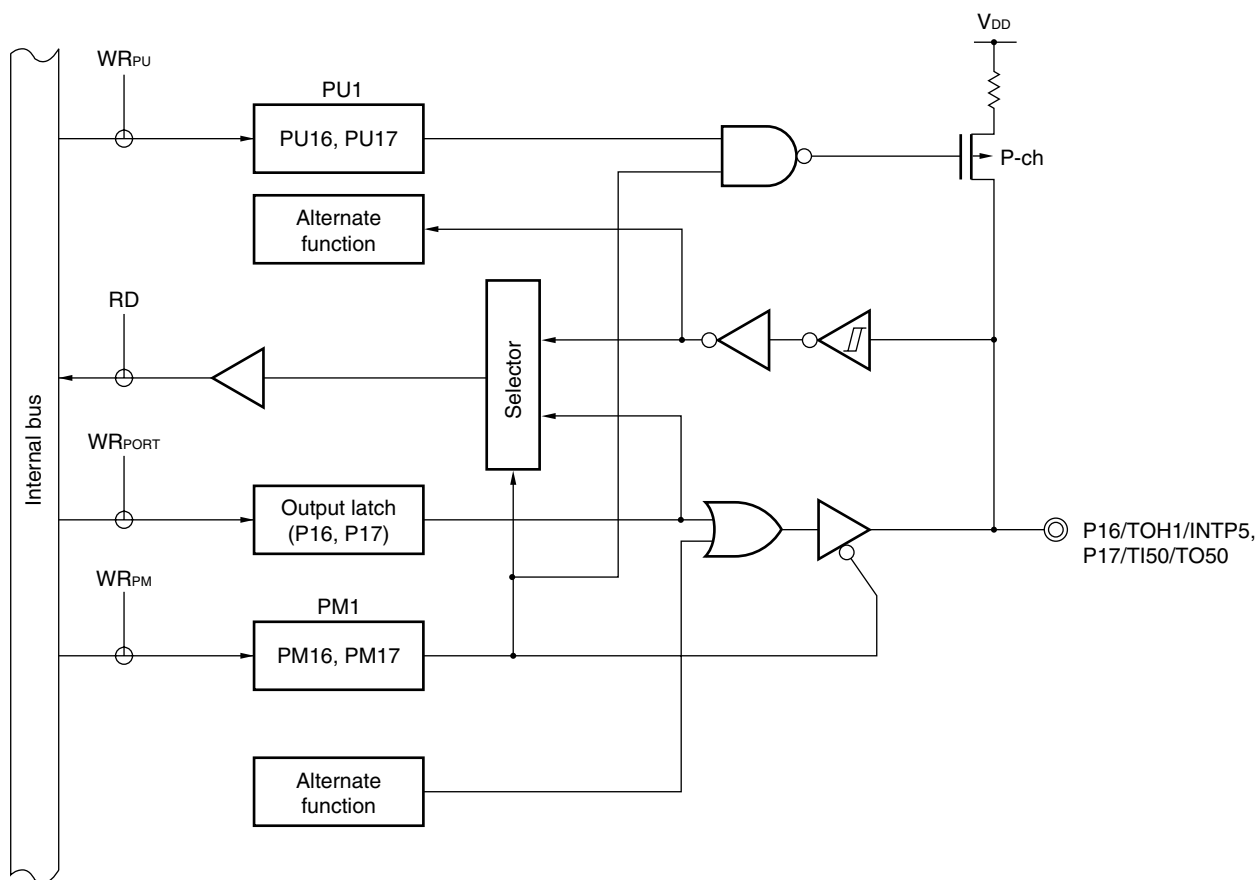 VDD
WRPU
PU1
PU16, PU17
P-ch
Alternate
function
RD
Selector
Internal bus
WRPORT
Output latch
(P16, P17)
P16/TOH1/INTP5,
P17/TI50/TO50
WRPM
PM1
PM16, PM17
Alternate
function